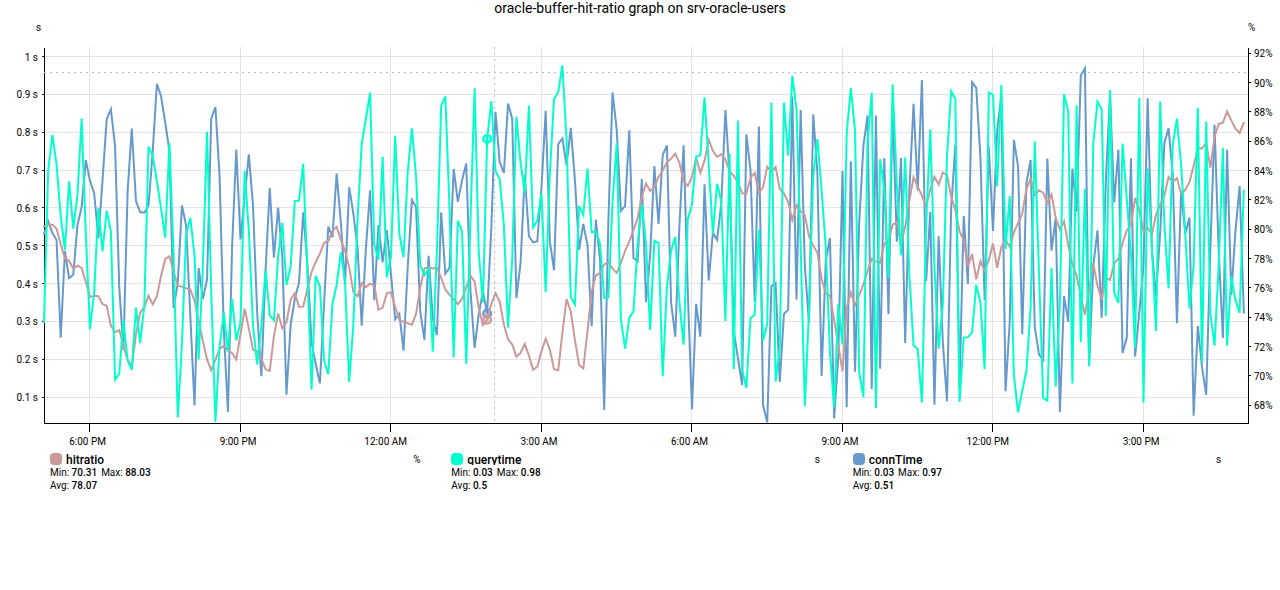 oracle-buffer-hit-ratio graph on srv-oracle-users
s %
1 s 92%
0.9 s 90%
0.8 s 88%
0.7 s 86%
0.6 s 84%
0.5 s 82%
0.4 s 80%
0.3 s 78%
0.2 s 76%
0.1 s 74%
72%
70%
68%
6:00 PM 9:00 PM 12:00 AM 3:00 AM 6:00 AM 9:00 AM 12:00 PM 3:00 PM
hitratio % querytime s connTime s
Min: 70.31 Max: 88.03 Min: 0.03 Max: 0.98 Min: 0.03 Max: 0.97
Avg: 78.07 Avg: 0.5 Avg: 0.51